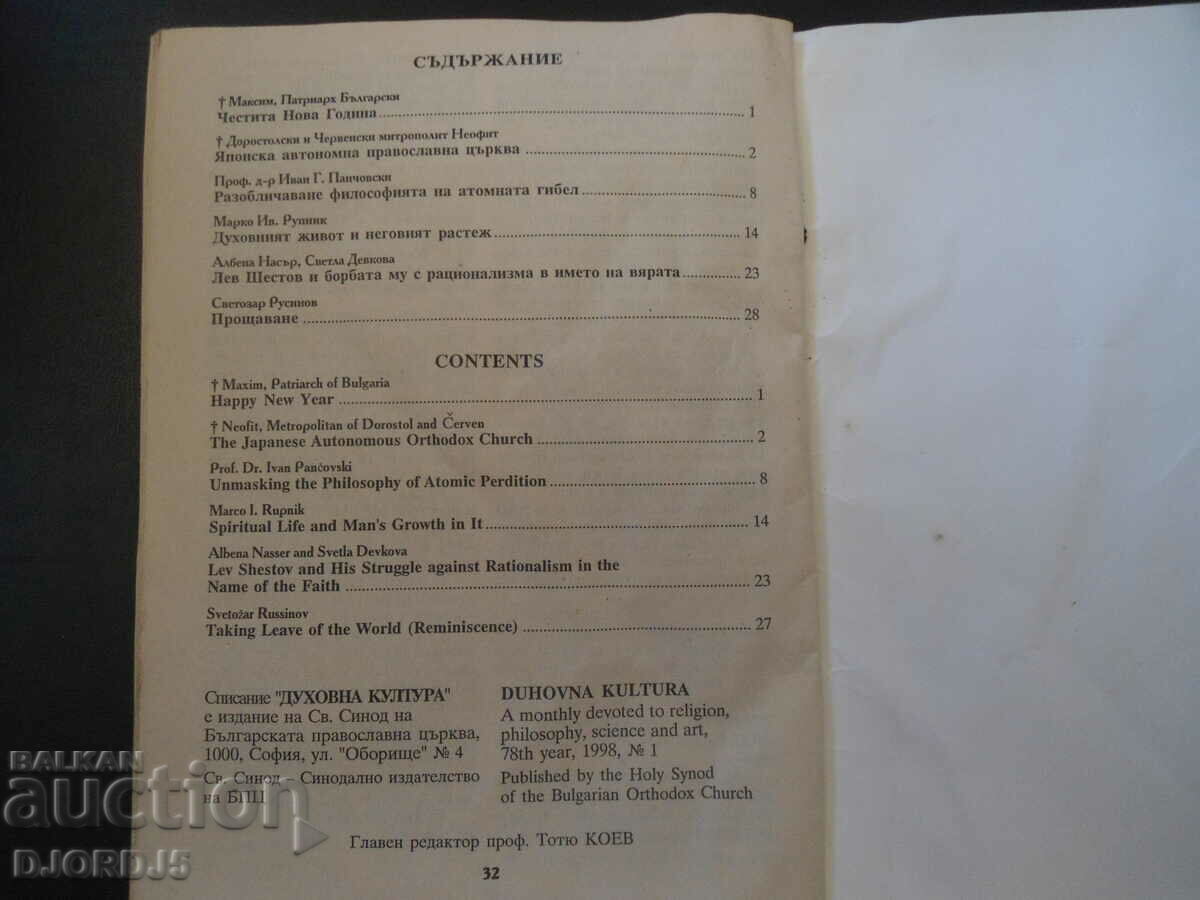 СЪДЪРЖАНИЕ
† Максим, Патриарх Български
Честита Нова Година 1
† Доростолски и Червенски митрополит Неофит
Японска автономна православна църква 2
Проф. д-р Иван Г. Панчовски
Разобличаване философията на атомната гибел 8
Марко Ив. Рупник
Духовният живот и неговият растеж 14
Албена Насър, Светла Девкова
Лев Шестов и борбата му с рационализма в името на вярата 23
Светозар Русинов
Прощаване 28
CONTENTS
† Maxim, Patriarch of Bulgaria
Happy New Year 1
† Neofit, Metropolitan of Dorostol and Červen
The Japanese Autonomous Orthodox Church 2
Prof. Dr. Ivan Pančovski
Unmasking the Philosophy of Atomic Perdition 8
Marco I. Rupnik
Spiritual Life and Man's Growth in It 14
Albena Nasser and Svetla Devkova
Lev Shestov and His Struggle against Rationalism in the
Name of the Faith 23
Svetožar Russinov
Taking Leave of the World (Reminiscence) 27
Списание "ДУХОВНА КУЛТУРА"
е издание на Св. Синод на
Българската православна църква,
1000, София, ул. "Оборище" № 4
Св. Синод – Синодално издателство
на БПЦ
DUHOVNA KULTURA
A monthly devoted to religion,
philosophy, science and art,
78th year, 1998, № 1
Published by the Holy Synod
of the Bulgarian Orthodox Church
Главен редактор проф. Тотю КОЕВ
32
BALKAN
auction
DJORDJ5